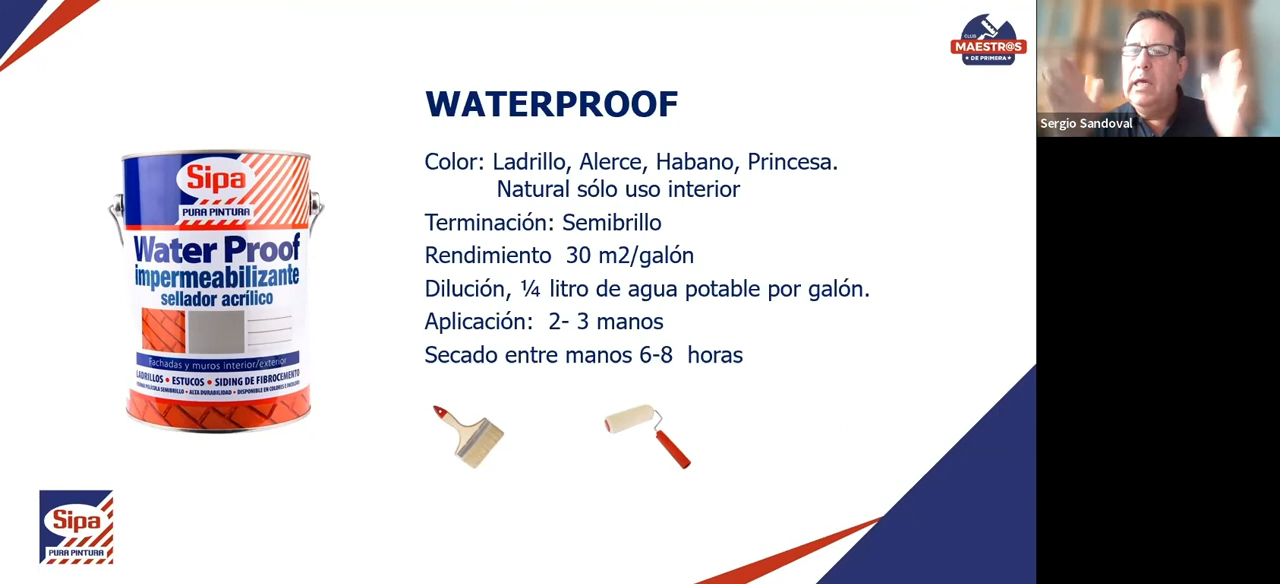 CLUB
MAESTR@S
DE PRIMERA
Sergio Sandoval
WATERPROOF
Color: Ladrillo, Alerce, Habano, Princesa.
Natural sólo uso interior
Terminación: Semibrillo
Rendimiento 30 m2/galón
Dilución, ¼ litro de agua potable por galón.
Aplicación: 2- 3 manos
Secado entre manos 6-8 horas
Sipa
PURA PINTURA
Water Proof
impermeabilizante
sellador acrílico
Fachadas y muros interior/exterior
LADRILLOS • ESTUCOS • SIDING DE FIBROCEMENTO
Sipa
PURA PINTURA